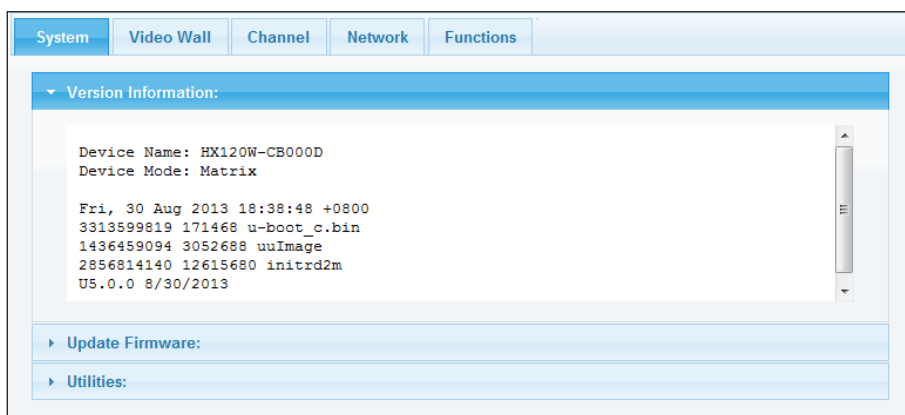 System Video Wall Channel Network Functions
Version Information:
Device Name: HX120W-CB000D
Device Mode: Matrix
Fri, 30 Aug 2013 18:38:48 +0800
3313599819 171468 u-boot_c.bin
1436459094 3052688 uuImage
2856814140 12615680 initrd2m
U5.0.0 8/30/2013
Update Firmware:
Utilities: